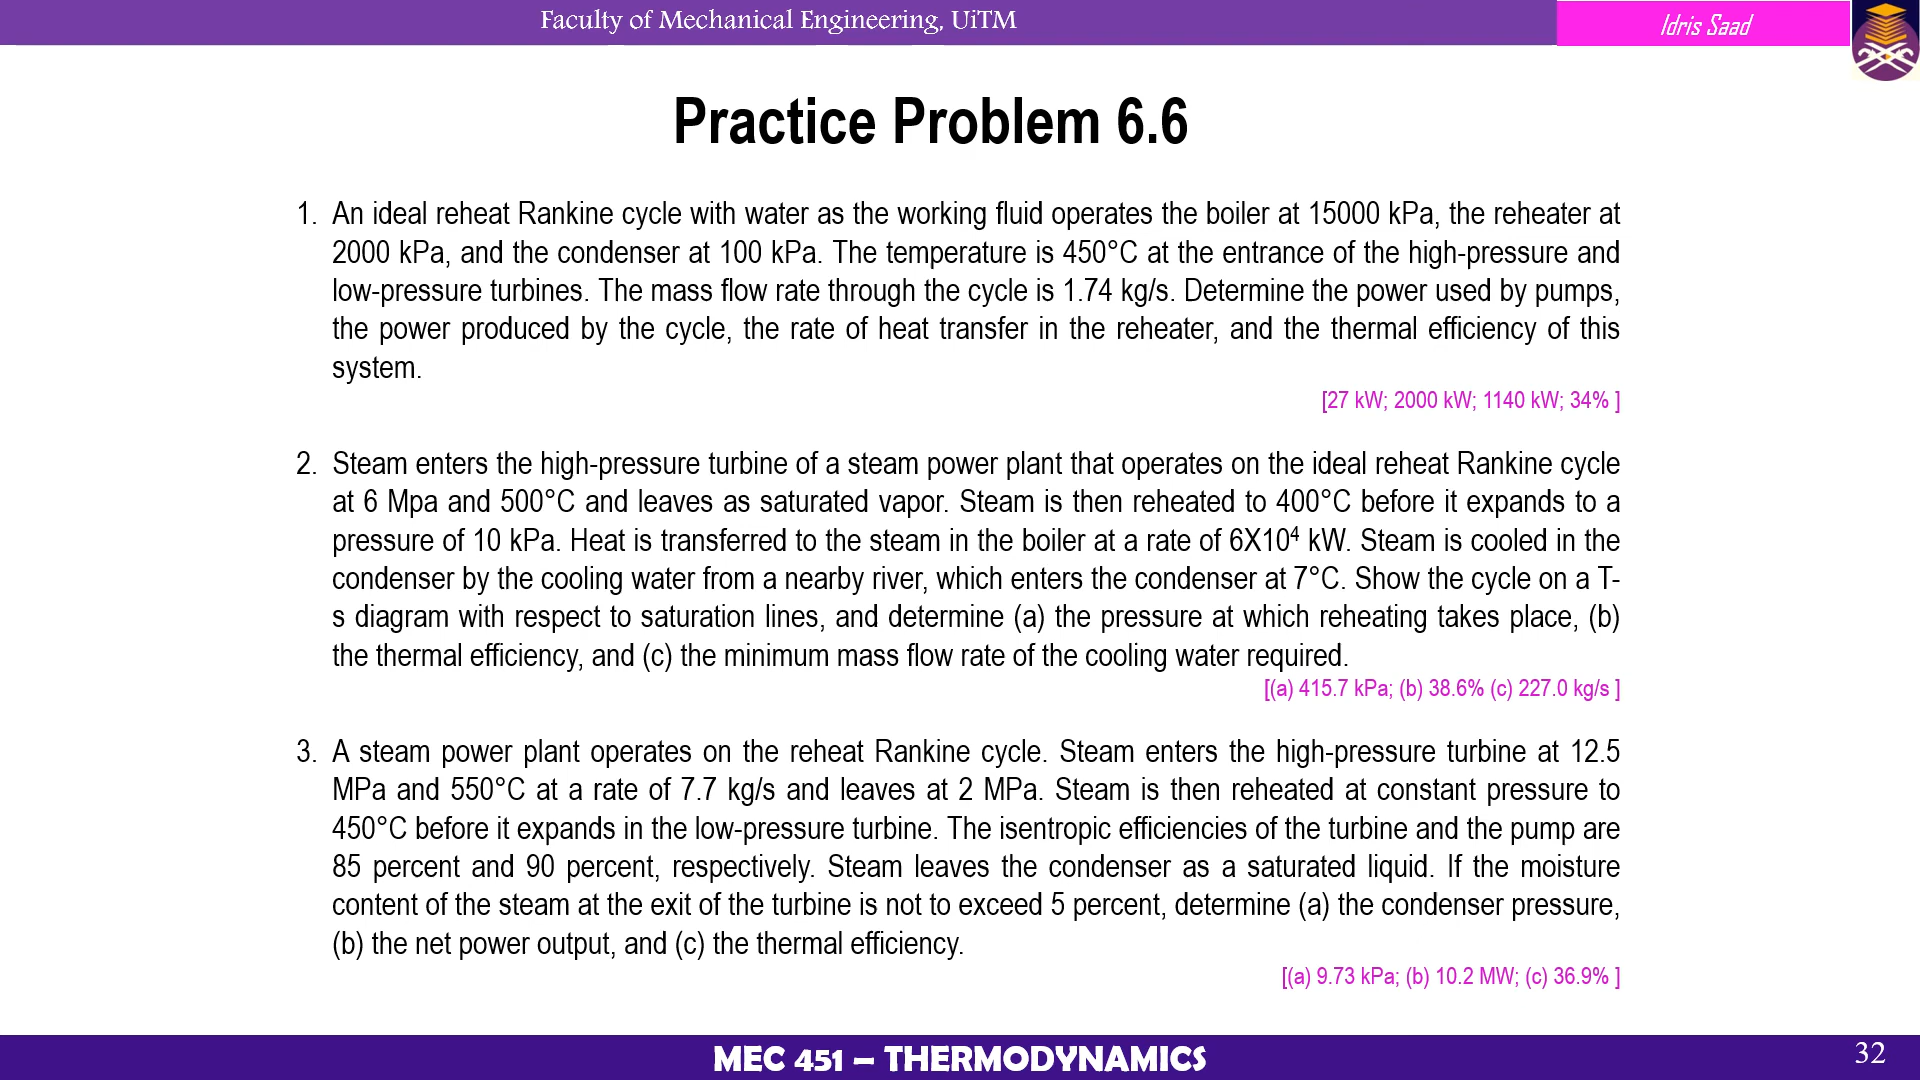 Faculty of Mechanical Engineering, UiTM
Idris Saad
Practice Problem 6.6
1. An ideal reheat Rankine cycle with water as the working fluid operates the boiler at 15000 kPa, the reheater at
2000 kPa, and the condenser at 100 kPa. The temperature is 450°C at the entrance of the high-pressure and
low-pressure turbines. The mass flow rate through the cycle is 1.74 kg/s. Determine the power used by pumps,
the power produced by the cycle, the rate of heat transfer in the reheater, and the thermal efficiency of this
system.
[27 kW; 2000 kW; 1140 kW; 34% ]
2. Steam enters the high-pressure turbine of a steam power plant that operates on the ideal reheat Rankine cycle
at 6 Mpa and 500°C and leaves as saturated vapor. Steam is then reheated to 400°C before it expands to a
pressure of 10 kPa. Heat is transferred to the steam in the boiler at a rate of 6X10⁴ kW. Steam is cooled in the
condenser by the cooling water from a nearby river, which enters the condenser at 7°C. Show the cycle on a T-
s diagram with respect to saturation lines, and determine (a) the pressure at which reheating takes place, (b)
the thermal efficiency, and (c) the minimum mass flow rate of the cooling water required.
[(a) 415.7 kPa; (b) 38.6% (c) 227.0 kg/s ]
3. A steam power plant operates on the reheat Rankine cycle. Steam enters the high-pressure turbine at 12.5
MPa and 550°C at a rate of 7.7 kg/s and leaves at 2 MPa. Steam is then reheated at constant pressure to
450°C before it expands in the low-pressure turbine. The isentropic efficiencies of the turbine and the pump are
85 percent and 90 percent, respectively. Steam leaves the condenser as a saturated liquid. If the moisture
content of the steam at the exit of the turbine is not to exceed 5 percent, determine (a) the condenser pressure,
(b) the net power output, and (c) the thermal efficiency.
[(a) 9.73 kPa; (b) 10.2 MW; (c) 36.9% ]
MEC 451 – THERMODYNAMICS
32